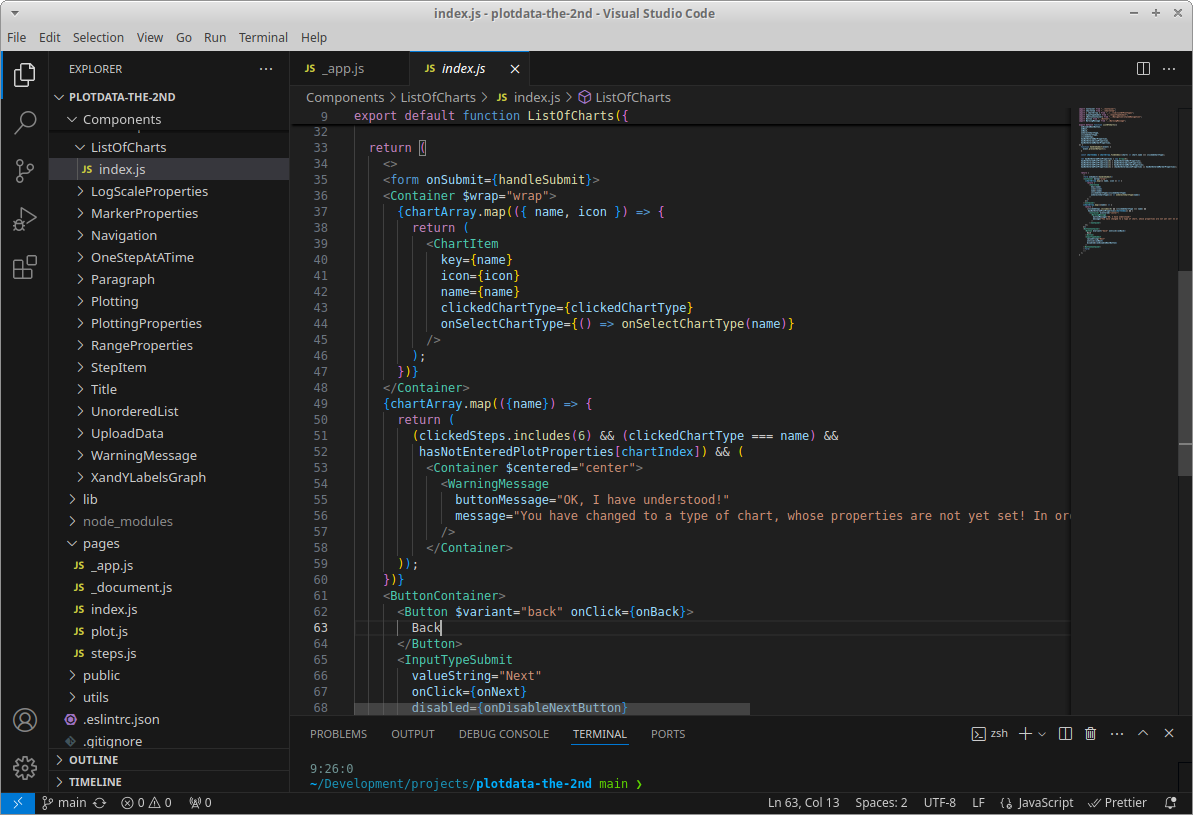 index.js - plotdata-the-2nd - Visual Studio Code
File Edit Selection View Go Run Terminal Help
EXPLORER
PLOTDATA-THE-2ND
Components
ListOfCharts
JS index.js
LogScaleProperties
MarkerProperties
Navigation
OneStepAtATime
Paragraph
Plotting
PlottingProperties
RangeProperties
StepItem
Title
UnorderedList
UploadData
WarningMessage
XandYLabelsGraph
lib
node_modules
pages
JS _app.js
JS _document.js
JS index.js
JS plot.js
JS steps.js
public
utils
.eslintrc.json
.gitignore
OUTLINE
TIMELINE
JS _app.js
JS index.js
Components > ListOfCharts > JS index.js > ListOfCharts
9 export default function ListOfCharts({
32
33 return (
34 <>
35 <form onSubmit={handleSubmit}>
36 <Container $wrap="wrap">
37 {chartArray.map(({ name, icon }) => {
38 return (
39 <ChartItem
40 key={name}
41 icon={icon}
42 name={name}
43 clickedChartType={clickedChartType}
44 onSelectChartType={() => onSelectChartType(name)}
45 />
46 );
47 })}
48 </Container>
49 {chartArray.map(({name}) => {
50 return (
51 (clickedSteps.includes(6) && (clickedChartType === name) &&
52 hasNotEnteredPlotProperties[chartIndex]) && (
53 <Container $centered="center">
54 <WarningMessage
55 buttonMessage="OK, I have understood!"
56 message="You have changed to a type of chart, whose properties are not yet set! In ord
57 />
58 </Container>
59 ));
60 })}
61 <ButtonContainer>
62 <Button $variant="back" onClick={onBack}>
63 Back
64 </Button>
65 <InputTypeSubmit
66 valueString="Next"
67 onClick={onNext}
68 disabled={onDisableNextButton}
PROBLEMS OUTPUT DEBUG CONSOLE TERMINAL PORTS
zsh
9:26:0
~/Development/projects/plotdata-the-2nd main ❯
main 0 0 0
Ln 63, Col 13 Spaces: 2 UTF-8 LF {} JavaScript Prettier